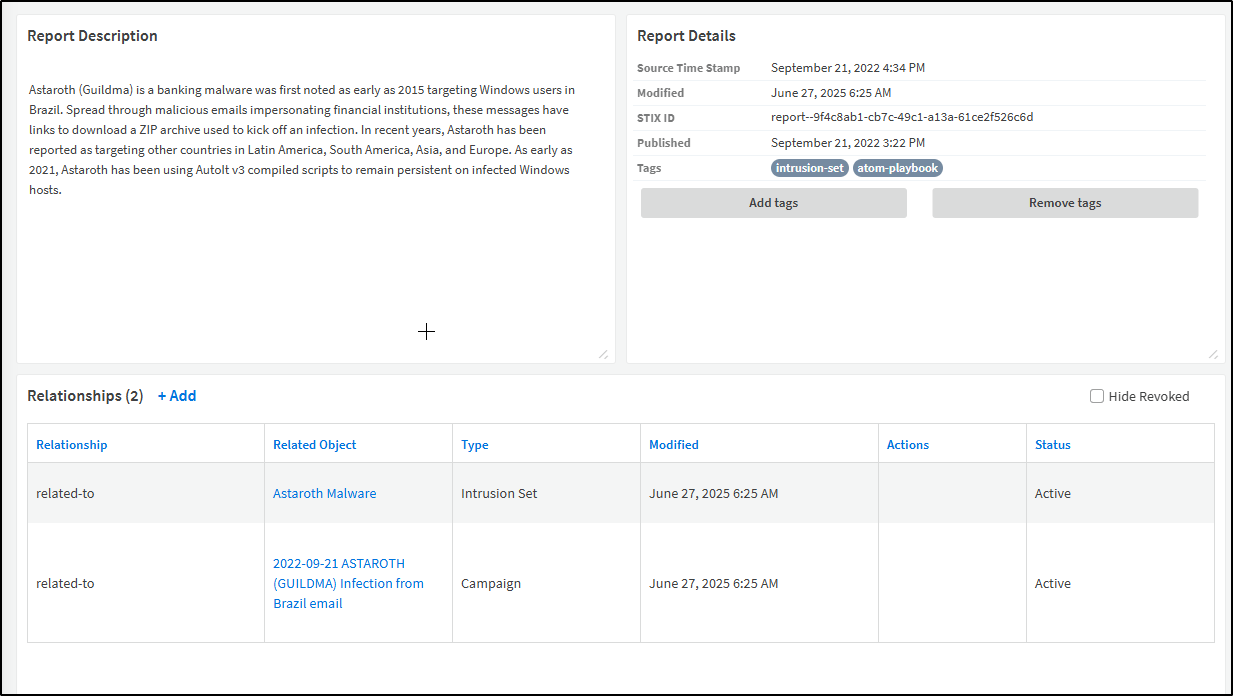 Report Description
Astaroth (Guildma) is a banking malware was first noted as early as 2015 targeting Windows users in
Brazil. Spread through malicious emails impersonating financial institutions, these messages have
links to download a ZIP archive used to kick off an infection. In recent years, Astaroth has been
reported as targeting other countries in Latin America, South America, Asia, and Europe. As early as
2021, Astaroth has been using AutoIt v3 compiled scripts to remain persistent on infected Windows
hosts.
Report Details
Source Time Stamp September 21, 2022 4:34 PM
Modified June 27, 2025 6:25 AM
STIX ID report--9f4c8ab1-cb7c-49c1-a13a-61ce2f526c6d
Published September 21, 2022 3:22 PM
Tags intrusion-set atom-playbook
Add tags Remove tags
Relationships (2) + Add
Hide Revoked
Relationship Related Object Type Modified Actions Status
related-to Astaroth Malware Intrusion Set June 27, 2025 6:25 AM Active
2022-09-21 ASTAROTH
related-to (GUILDMA) Infection from Campaign June 27, 2025 6:25 AM Active
Brazil email